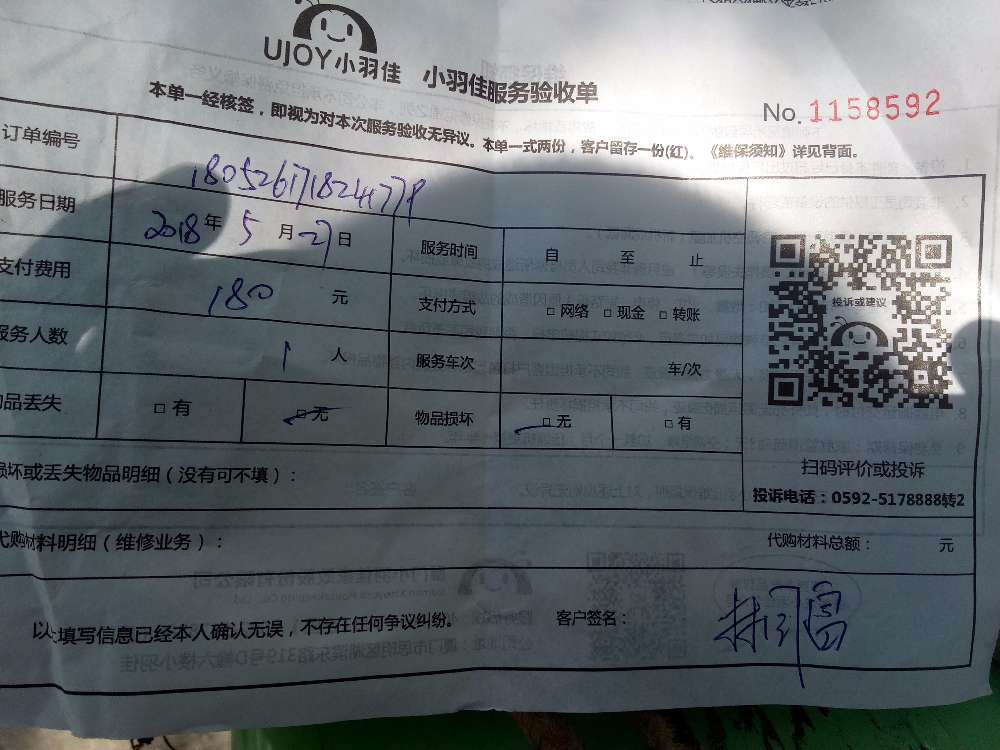 UJOY小羽佳 小羽佳服务验收单
No. 1158592
本单一经核签，即视为对本次服务验收无异议。本单一式两份，客户留存一份(红)。《维保须知》详见背面。
订单编号
服务日期 2018年 5月 27日 服务时间 自 至 止
支付费用 180 元 支付方式 □ 网络 □ 现金 □ 转账
服务人数 1 人 服务车次 车/次
物品丢失 □ 有 □ 无 物品损坏 □ 无 □ 有
投诉或建议
扫码评价或投诉
投诉电话：0592-5178888转2
损坏或丢失物品明细（没有可不填）：
代购材料明细（维修业务）： 代购材料总额： 元
以上填写信息已经本人确认无误，不存在任何争议纠纷。 客户签名：